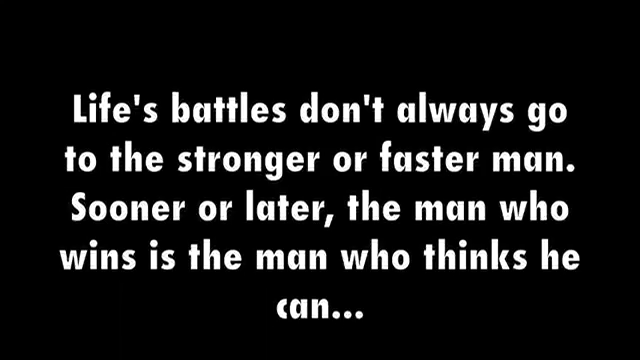 Life's battles don't always go
to the stronger or faster man.
Sooner or later, the man who
wins is the man who thinks he
can...